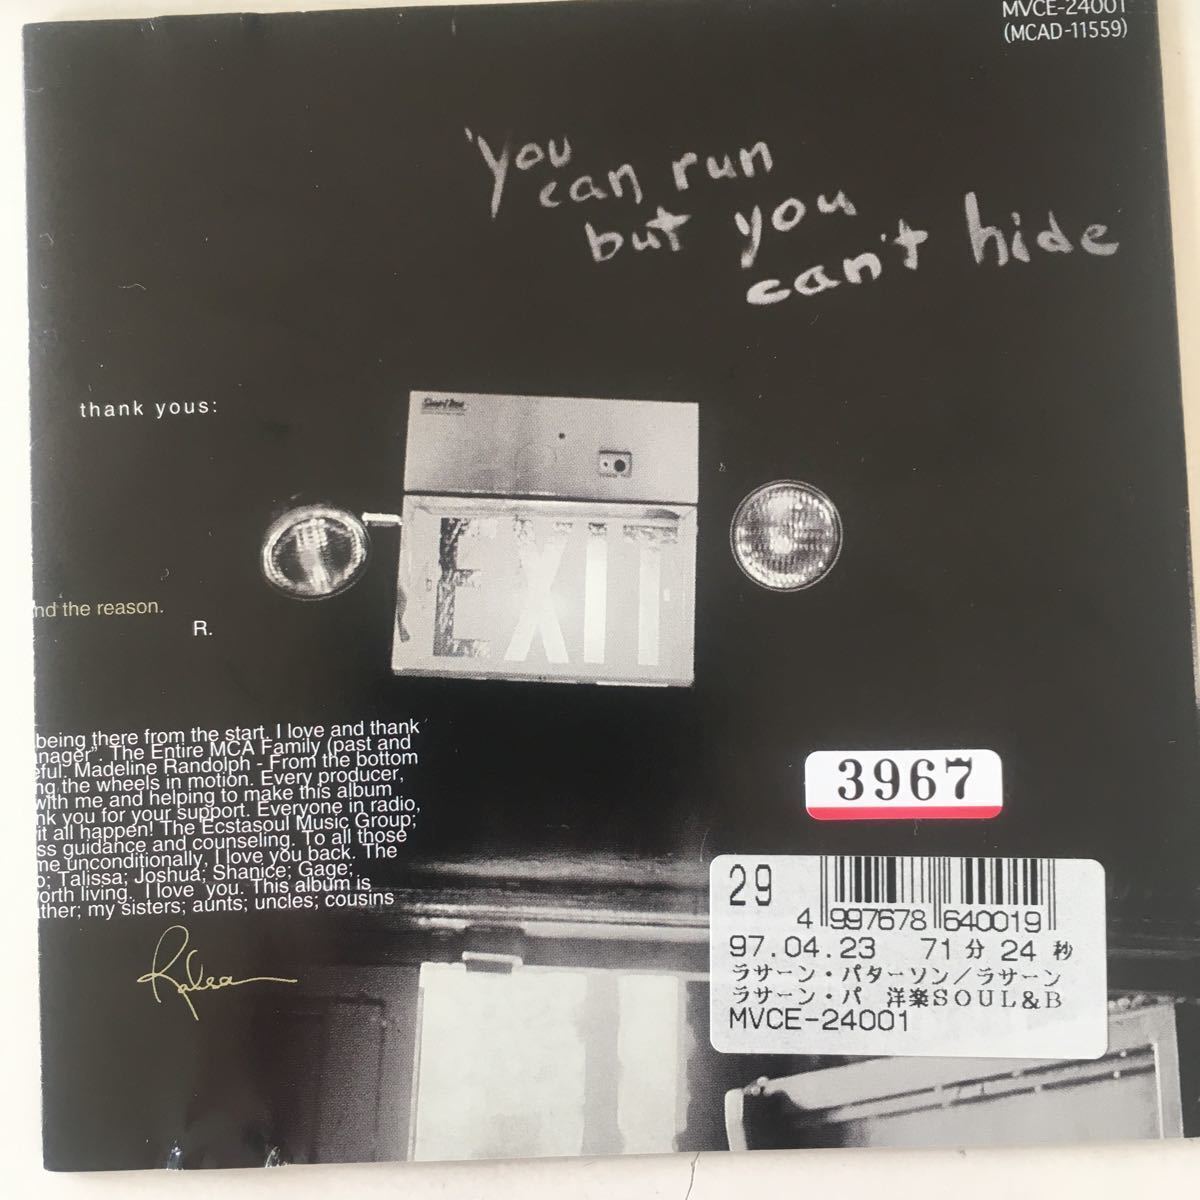 MVCE-24001
(MCAD-11559)
you
can run
but you
can't hide
thank yous:
EXIT
nd the reason.
R.
being there from the start. I love and thank
nager". The Entire MCA Family (past and
eful. Madeline Randolph - From the bottom
ng the wheels in motion. Every producer,
with me and helping to make this album
nk you for your support. Everyone in radio,
it all happen! The Ecstasoul Music Group;
ss guidance and counseling. To all those
me unconditionally, I love you back. The
o; Talissa; Joshua; Shanice; Gage;
orth living. I love you. This album is
ther; my sisters; aunts; uncles; cousins
3967
29
4 997678 640019
97.04.23 71分24秒
ラサーン・パターソン/ラサーン
ラサーン・パ 洋楽SOUL&B
MVCE-24001